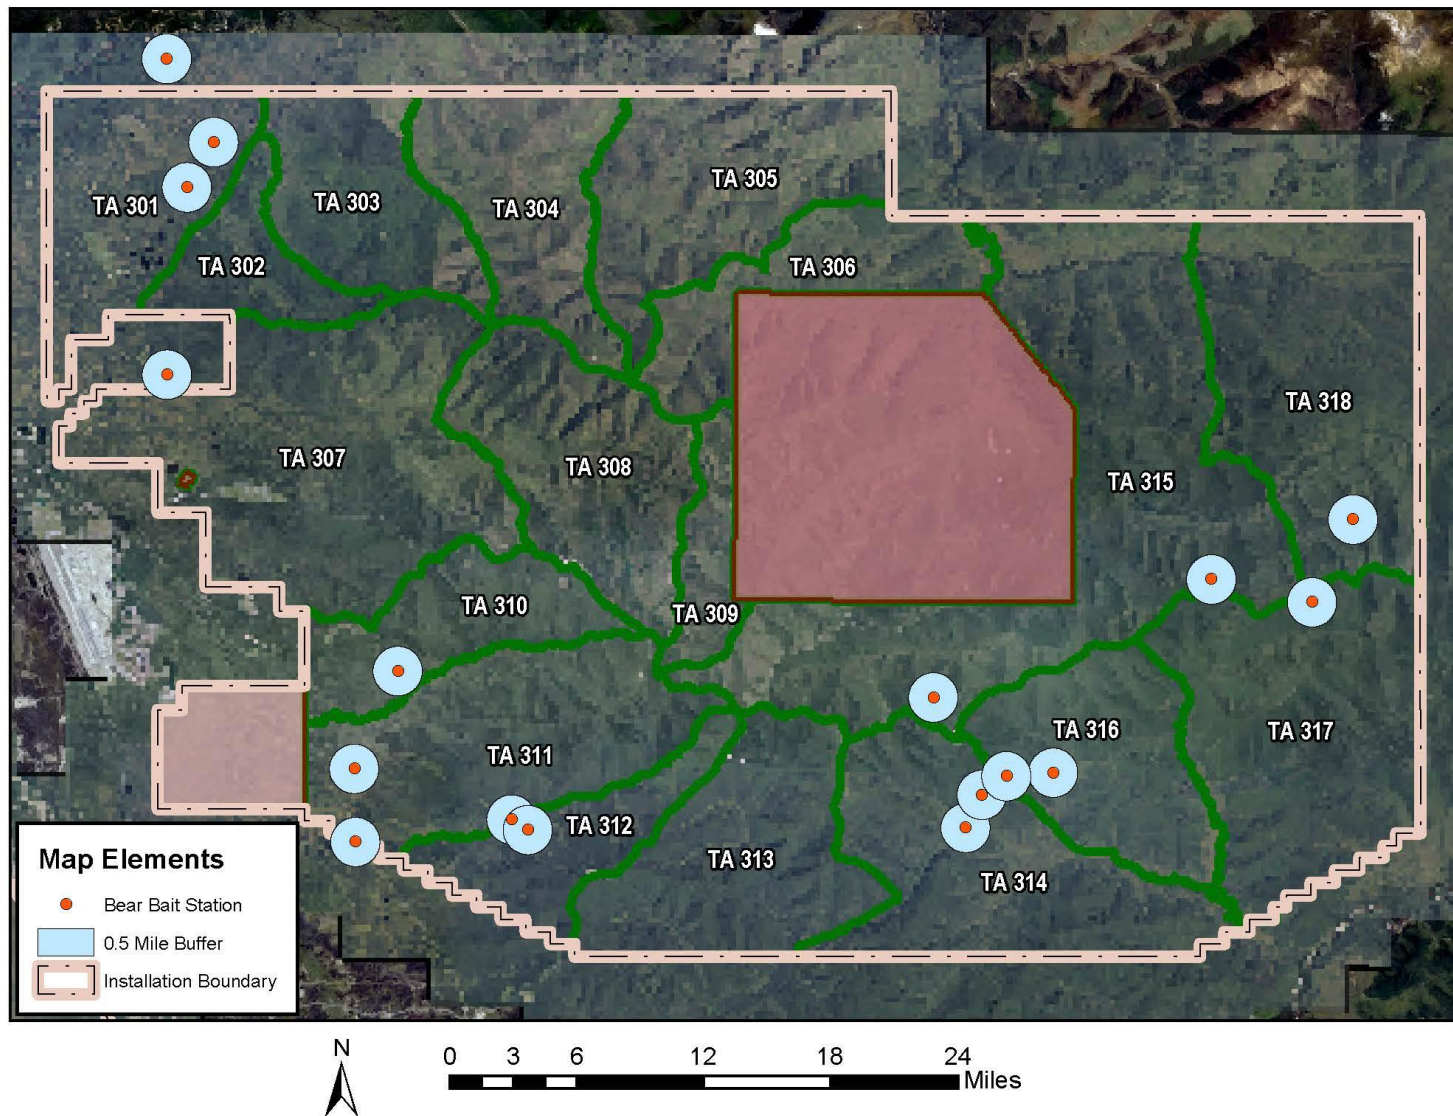 TA 305
TA 303
TA 301
TA 304
TA 302
TA 306
TA 318
TA 307
TA 308
TA 315
TA 310
TA 309
TA 316
TA 317
TA 311
TA 312
TA 313
TA 314
Map Elements
Bear Bait Station
0.5 Mile Buffer
Installation Boundary
N
0 3 6 12 18 24
Miles